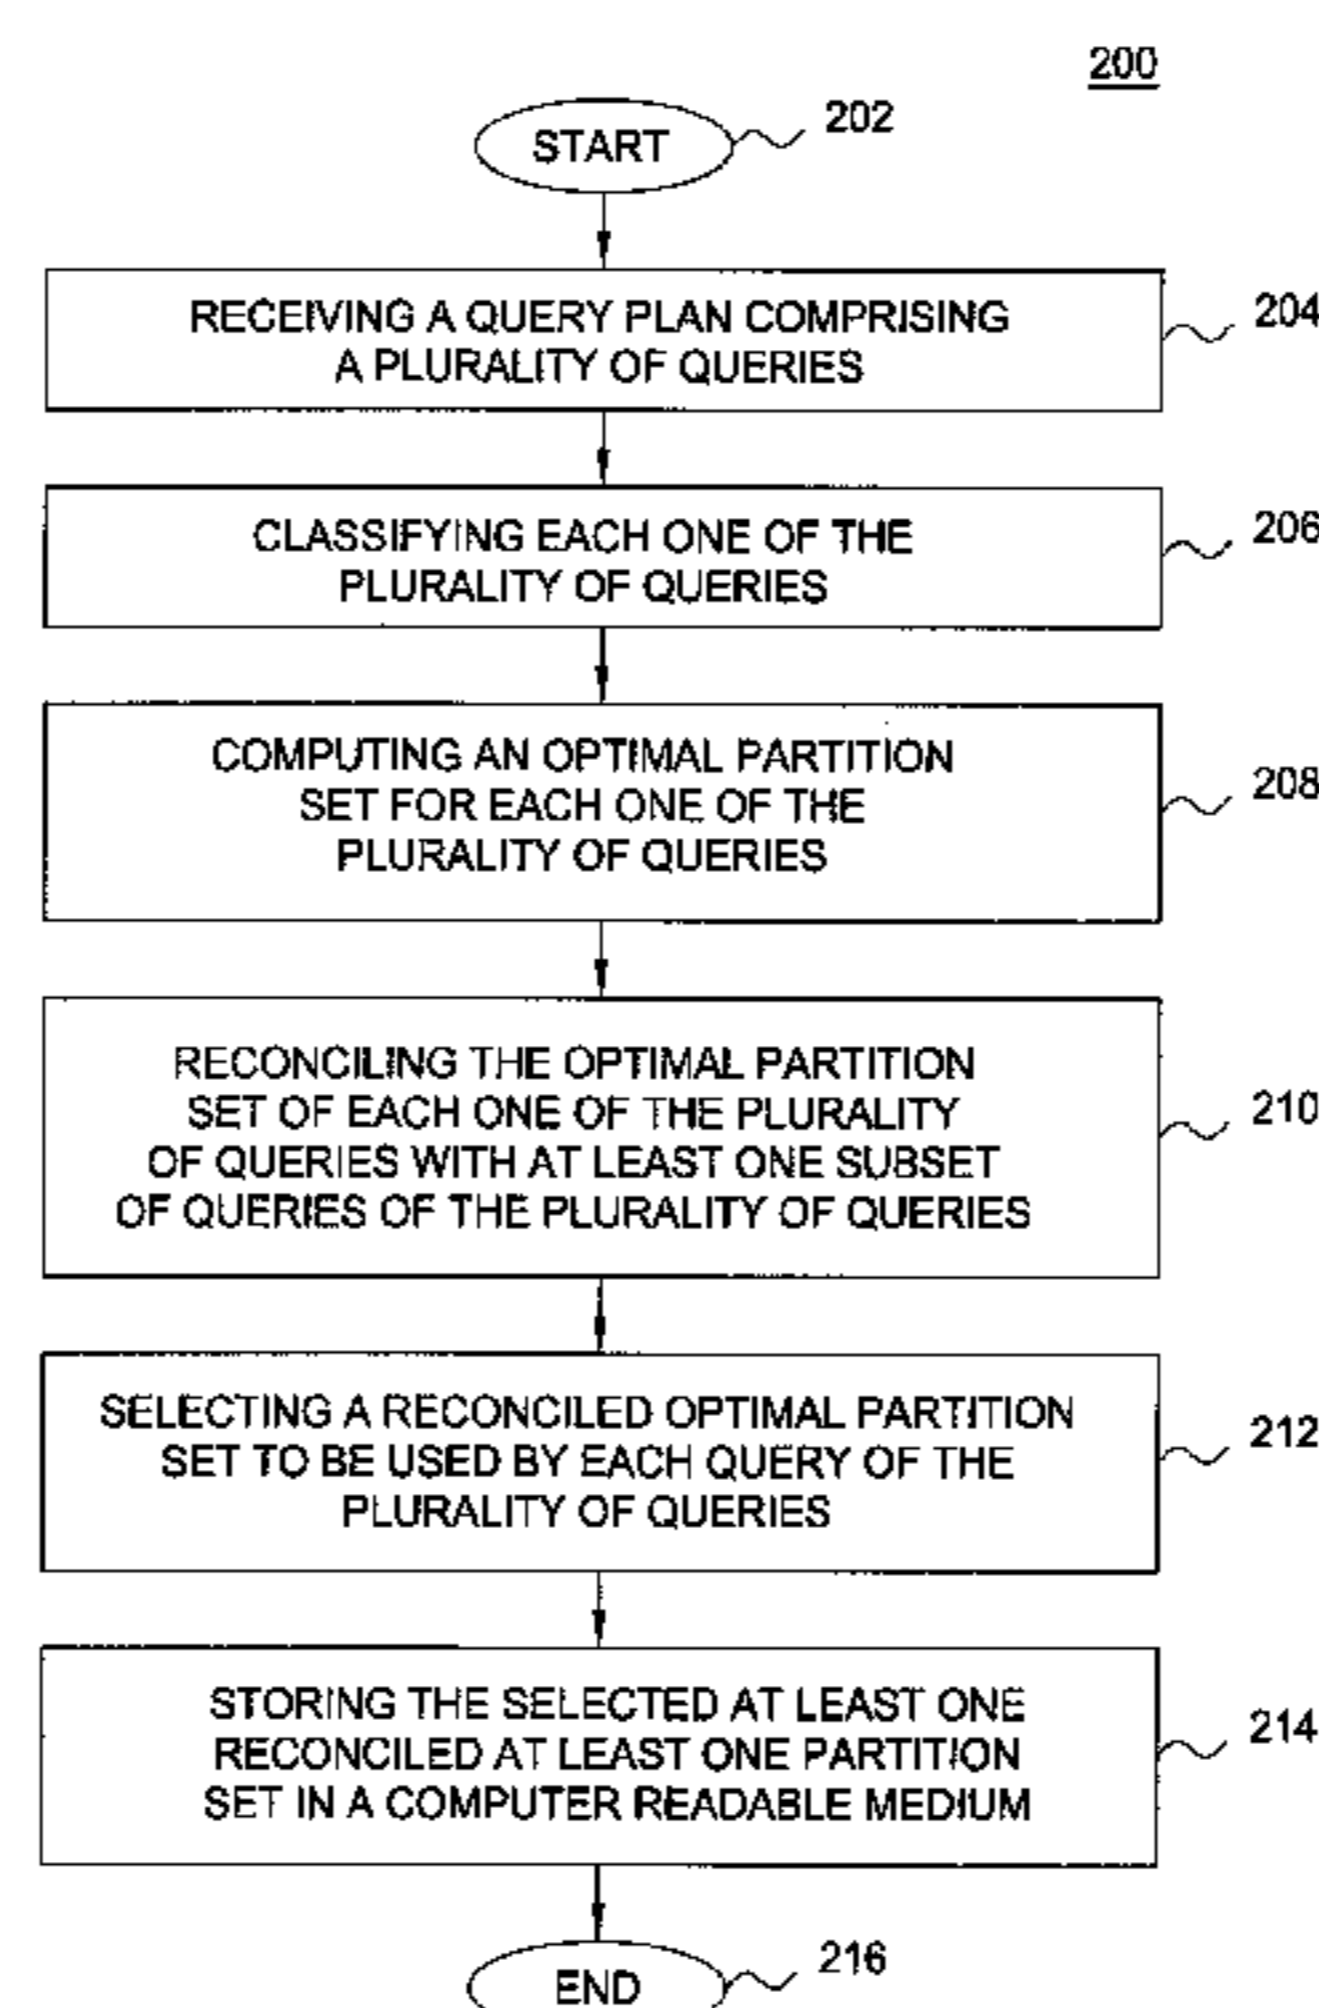 200
START
202
RECEIVING A QUERY PLAN COMPRISING
A PLURALITY OF QUERIES
204
CLASSIFYING EACH ONE OF THE
PLURALITY OF QUERIES
206
COMPUTING AN OPTIMAL PARTITION
SET FOR EACH ONE OF THE
PLURALITY OF QUERIES
208
RECONCILING THE OPTIMAL PARTITION
SET OF EACH ONE OF THE PLURALITY
OF QUERIES WITH AT LEAST ONE SUBSET
OF QUERIES OF THE PLURALITY OF QUERIES
210
SELECTING A RECONCILED OPTIMAL PARTITION
SET TO BE USED BY EACH QUERY OF THE
PLURALITY OF QUERIES
212
STORING THE SELECTED AT LEAST ONE
RECONCILED AT LEAST ONE PARTITION
SET IN A COMPUTER READABLE MEDIUM
214
END
216